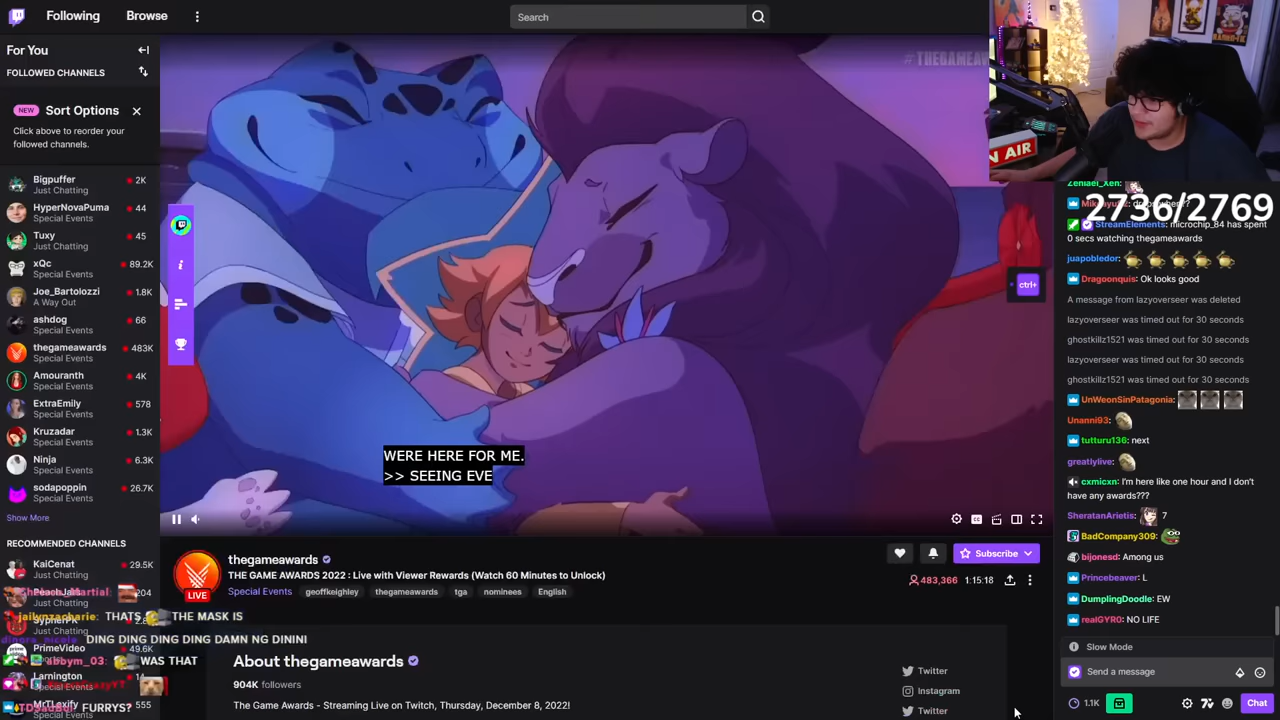 Following
Browse
Search
#THEGAMEAW
For You
FOLLOWED CHANNELS
NEW Sort Options
Click above to reorder your
followed channels.
Bigpuffer 2K
Just Chatting
HyperNovaPuma 44
Special Events
Tuxy 45
Just Chatting
xQc 89.2K
Special Events
Joe_Bartolozzi 1.8K
A Way Out
ashdog 66
Special Events
thegameawards 483K
Special Events
Amouranth 4K
Special Events
ExtraEmily 578
Special Events
Kruzadar 1.3K
Special Events
Ninja 6.3K
Special Events
sodapoppin 26.7K
Special Events
Show More
RECOMMENDED CHANNELS
KaiCenat 29.5K
Special Events
204
PrimeVideo 49.6K
Larnington
555
THATS THE MASK IS
DING DING DING DING DAMN NG DININI
abbym_03: WAS THAT
FURRYS?
WERE HERE FOR ME.
>> SEEING EVE
ctrl+
thegameawards
Subscribe
THE GAME AWARDS 2022 : Live with Viewer Rewards (Watch 60 Minutes to Unlock)
LIVE
Special Events geoffkeighley thegameawards tga nominees English
483,366 1:15:18
About thegameawards
904K followers
The Game Awards - Streaming Live on Twitch, Thursday, December 8, 2022!
Twitter
Instagram
Twitter
ON AIR
2736/2769
Zeniael_Xen:
StreamElements: microchip_84 has spent
0 secs watching thegameawards
juapobledor:
Dragoonquis: Ok looks good
A message from lazyoverseer was deleted
lazyoverseer was timed out for 30 seconds
ghostkillz1521 was timed out for 30 seconds
lazyoverseer was timed out for 30 seconds
ghostkillz1521 was timed out for 30 seconds
UnWeonSinPatagonia:
Unanni93:
tutturu136: next
greatlylive:
cxmicxn: I'm here like one hour and I don't
have any awards???
SheratanArietis: 7
BadCompany309:
bijonesd: Among us
Princebeaver: L
DumplingDoodle: EW
realGYR0: NO LIFE
Slow Mode
Send a message
1.1K
Chat